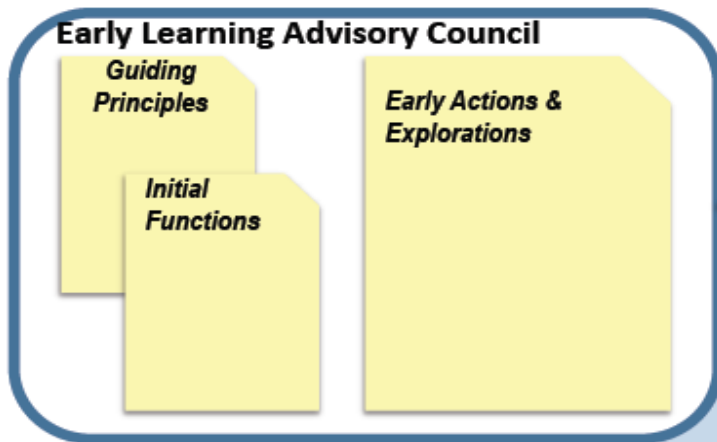 Early Learning Advisory Council
Guiding
Principles
Initial
Functions
Early Actions &
Explorations